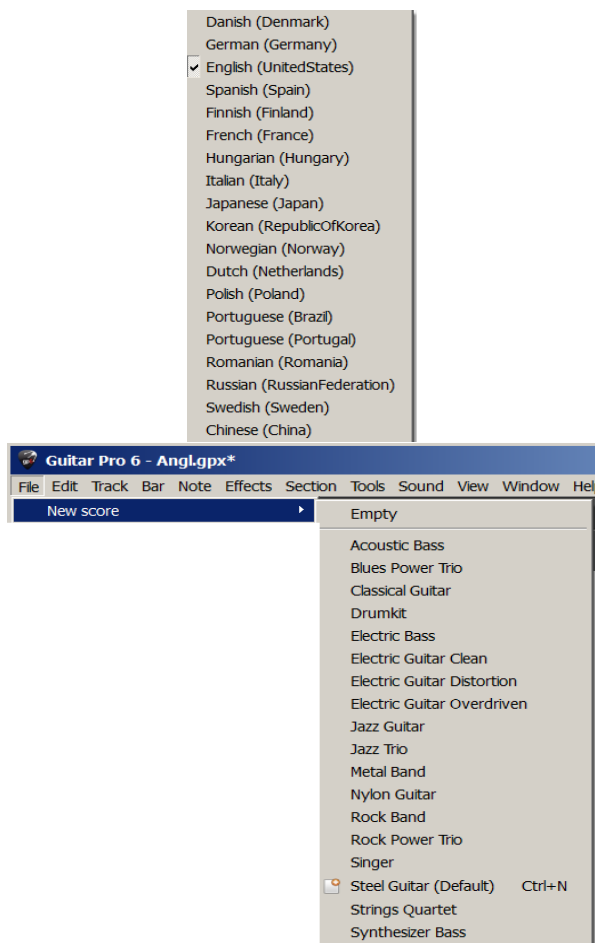 Danish (Denmark)
German (Germany)
English (UnitedStates)
Spanish (Spain)
Finnish (Finland)
French (France)
Hungarian (Hungary)
Italian (Italy)
Japanese (Japan)
Korean (RepublicOfKorea)
Norwegian (Norway)
Dutch (Netherlands)
Polish (Poland)
Portuguese (Brazil)
Portuguese (Portugal)
Romanian (Romania)
Russian (RussianFederation)
Swedish (Sweden)
Chinese (China)
Guitar Pro 6 - Angl.gpx*
File Edit Track Bar Note Effects Section Tools Sound View Window Hel
New score
Empty
Acoustic Bass
Blues Power Trio
Classical Guitar
Drumkit
Electric Bass
Electric Guitar Clean
Electric Guitar Distortion
Electric Guitar Overdriven
Jazz Guitar
Jazz Trio
Metal Band
Nylon Guitar
Rock Band
Rock Power Trio
Singer
Steel Guitar (Default) Ctrl+N
Strings Quartet
Synthesizer Bass